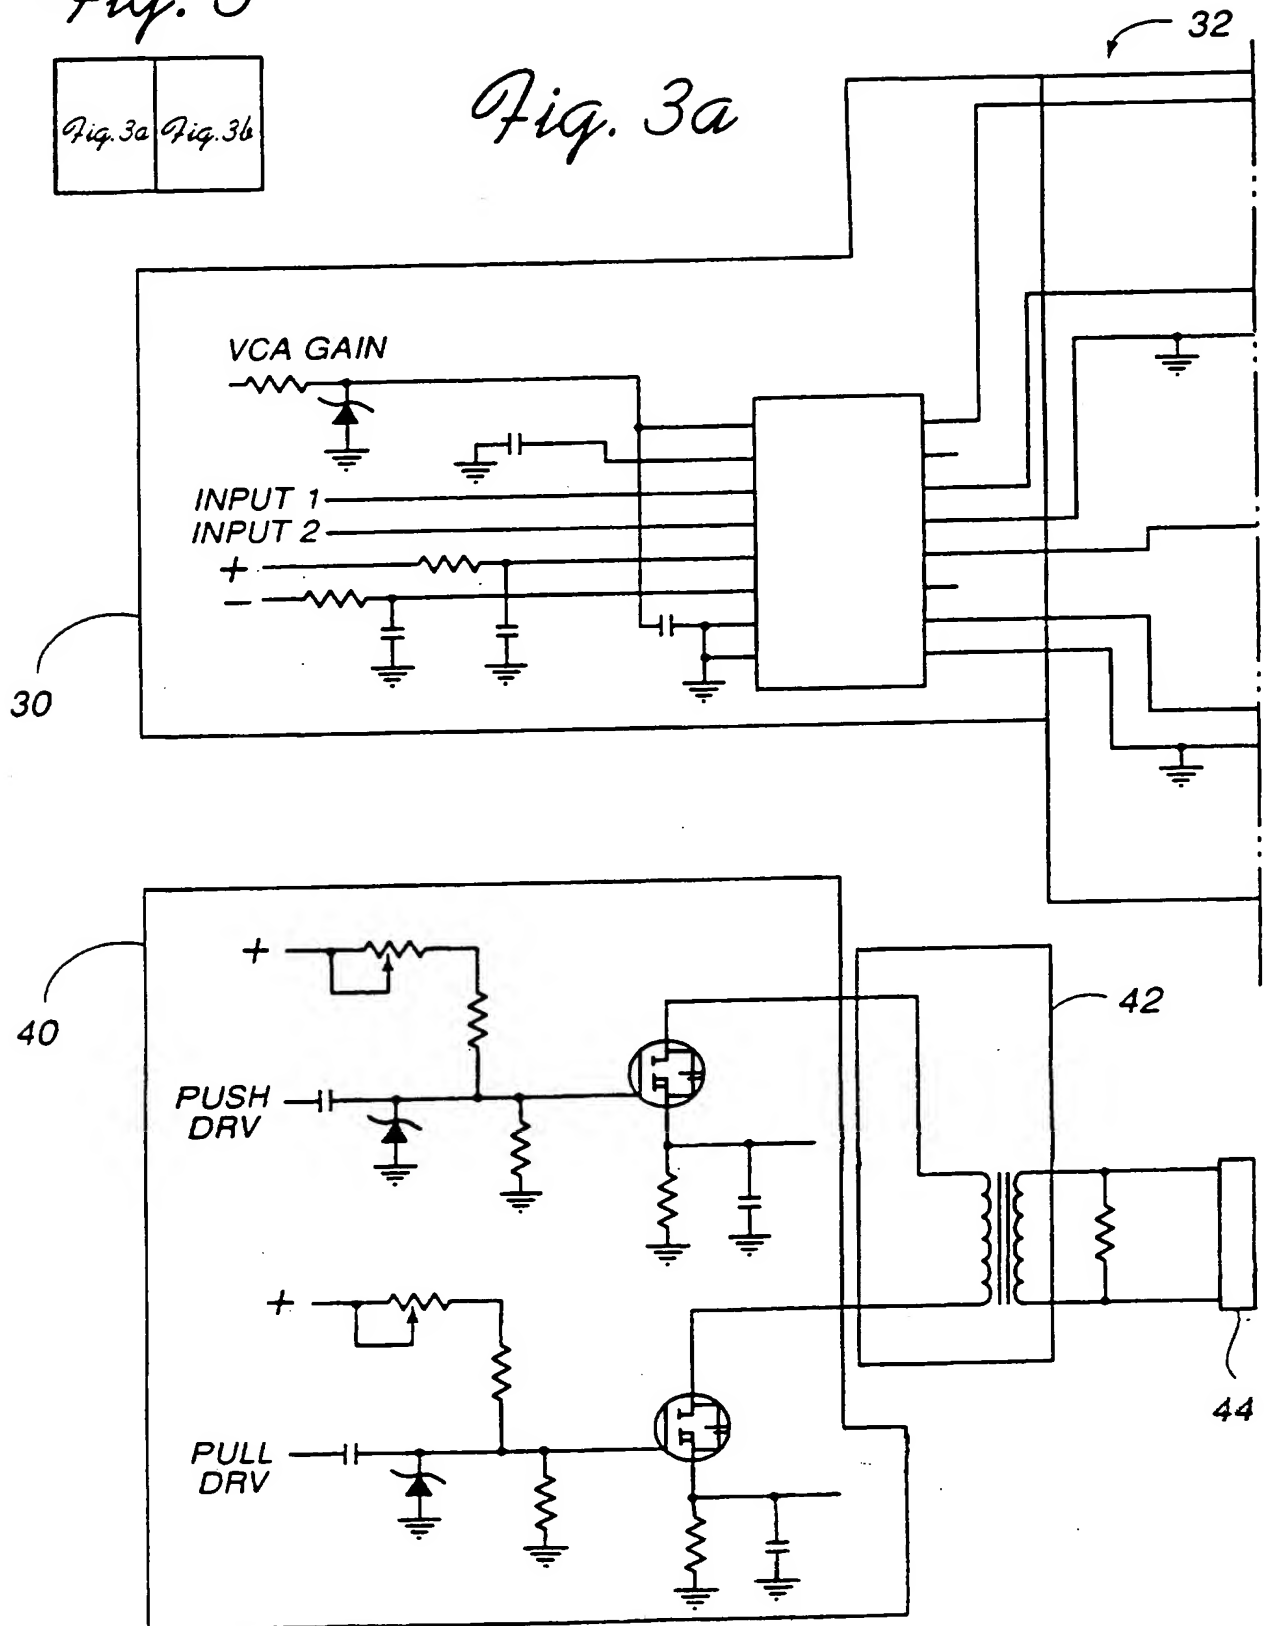 Fig. 3
32
Fig. 3a
Fig. 3a Fig. 3b
VCA GAIN
INPUT 1
INPUT 2
+
−
30
+
40
42
PUSH
DRV
+
PULL
DRV
44